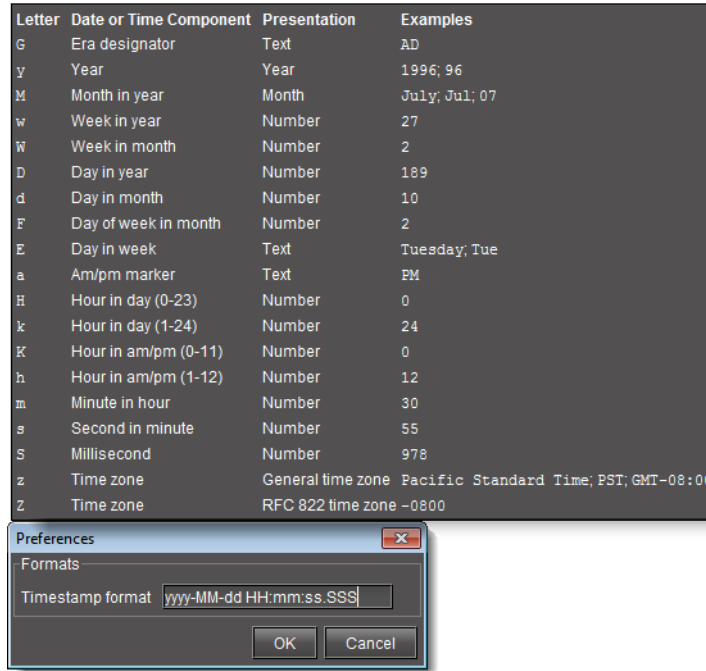 Letter Date or Time Component Presentation Examples
G Era designator Text AD
y Year Year 1996; 96
M Month in year Month July; Jul; 07
w Week in year Number 27
W Week in month Number 2
D Day in year Number 189
d Day in month Number 10
F Day of week in month Number 2
E Day in week Text Tuesday; Tue
a Am/pm marker Text PM
H Hour in day (0-23) Number 0
k Hour in day (1-24) Number 24
K Hour in am/pm (0-11) Number 0
h Hour in am/pm (1-12) Number 12
m Minute in hour Number 30
s Second in minute Number 55
S Millisecond Number 978
z Time zone General time zone Pacific Standard Time; PST; GMT-08:00
Z Time zone RFC 822 time zone -0800
Preferences
Formats
Timestamp format yyyy-MM-dd HH:mm:ss.SSS
OK Cancel